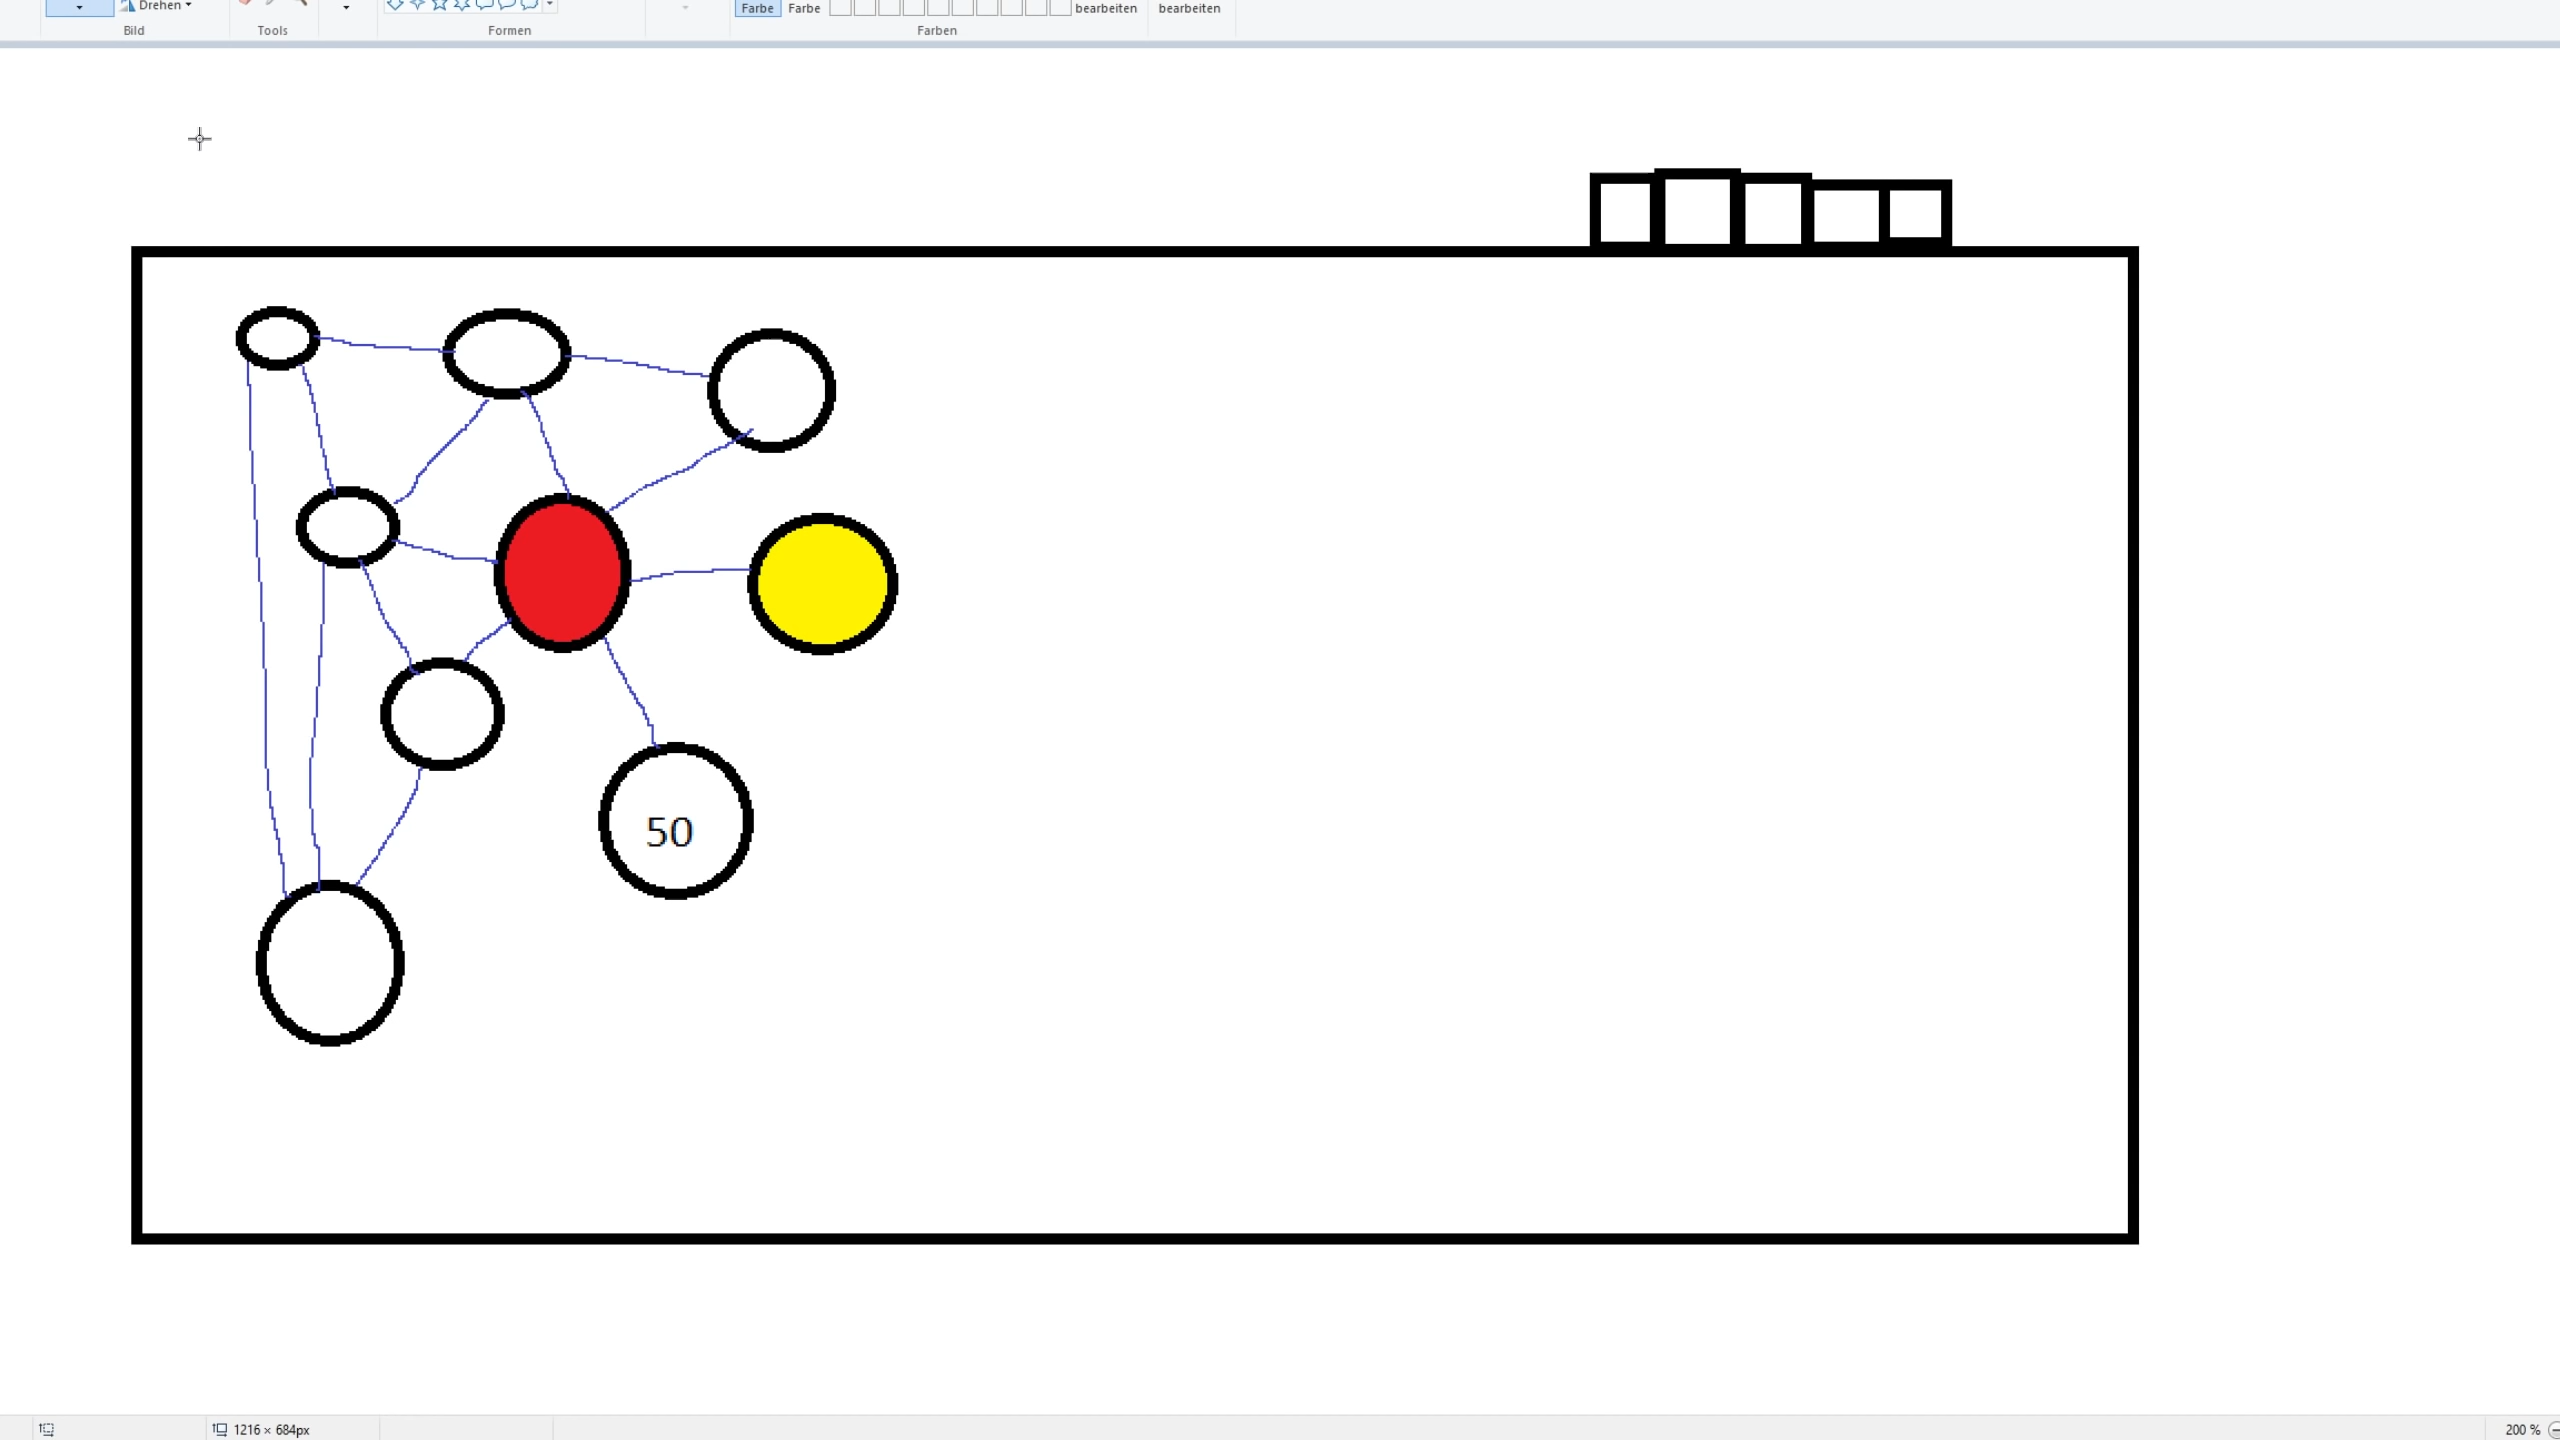 Drehen
Farbe Farbe bearbeiten bearbeiten
Bild Tools Formen Farben
50
1216 × 684px 200 %